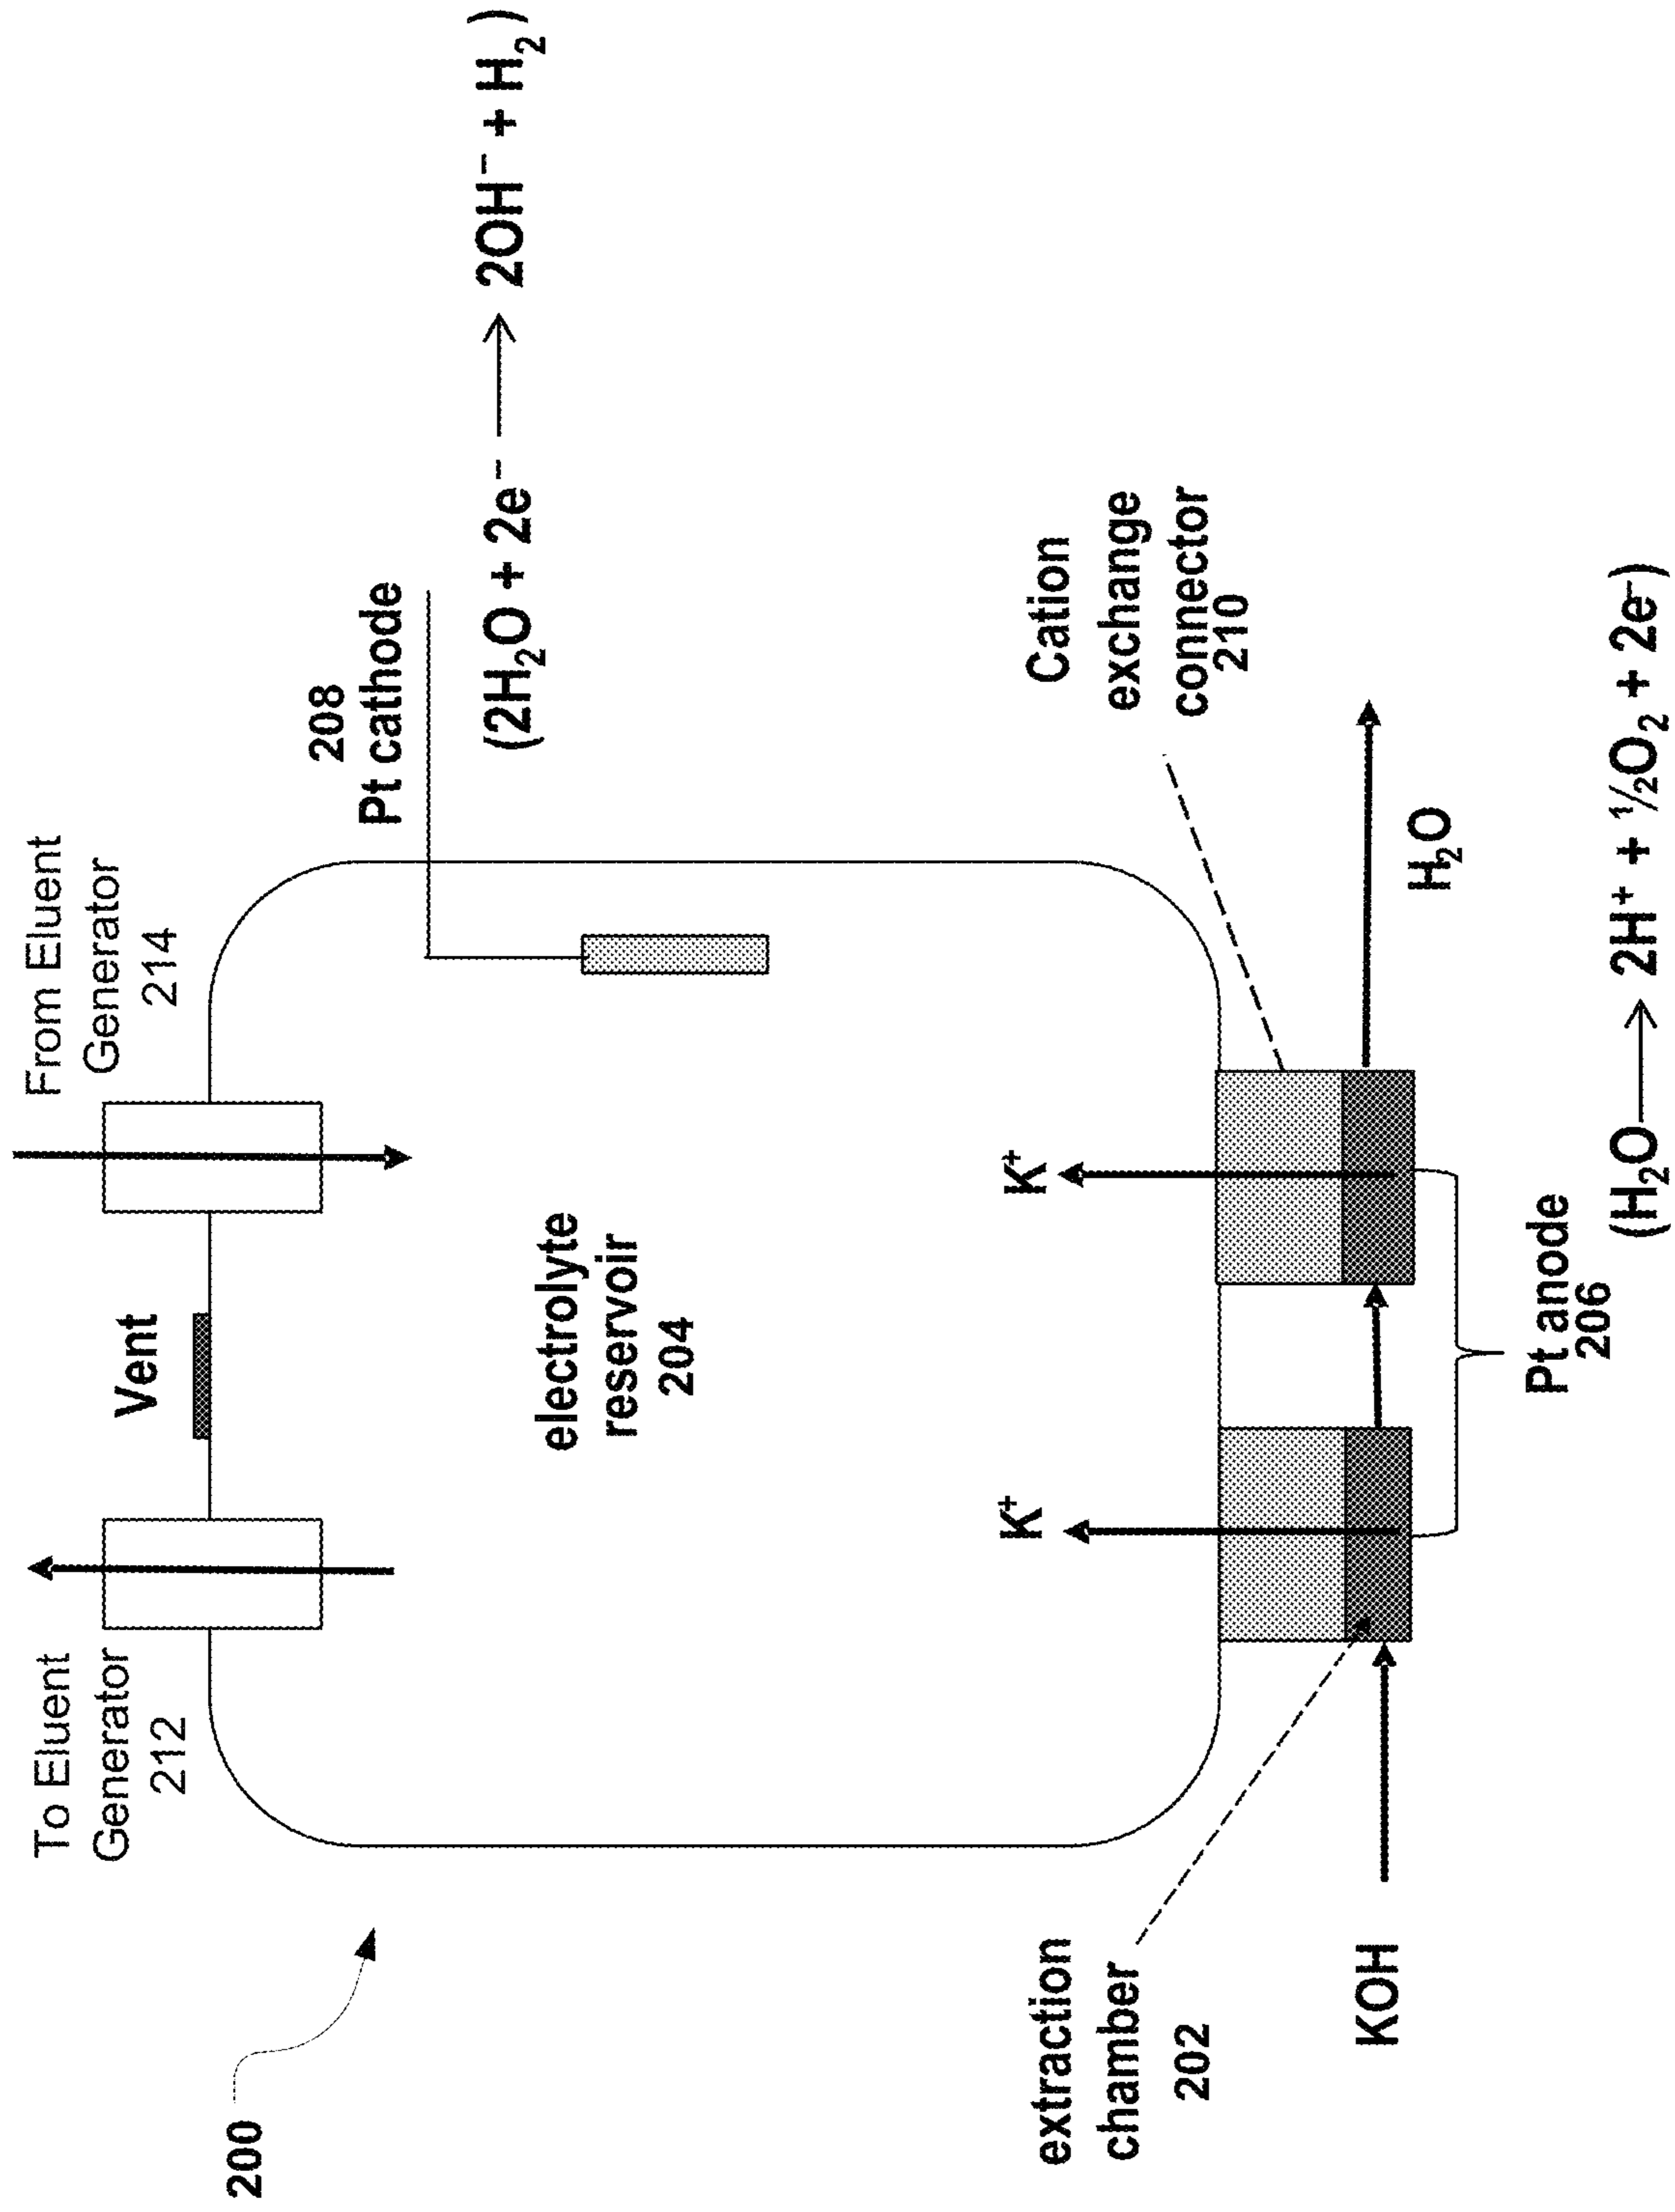 200
To Eluent
Generator
212
Vent
From Eluent
Generator
214
208
Pt cathode
(2H₂O + 2e⁻ ⟶ 2OH⁻ + H₂)
electrolyte
reservoir
204
K⁺
K⁺
Cation
exchange
connector
210
extraction
chamber
202
KOH
H₂O
Pt anode
206
(H₂O ⟶ 2H⁺ + ½O₂ + 2e⁻)